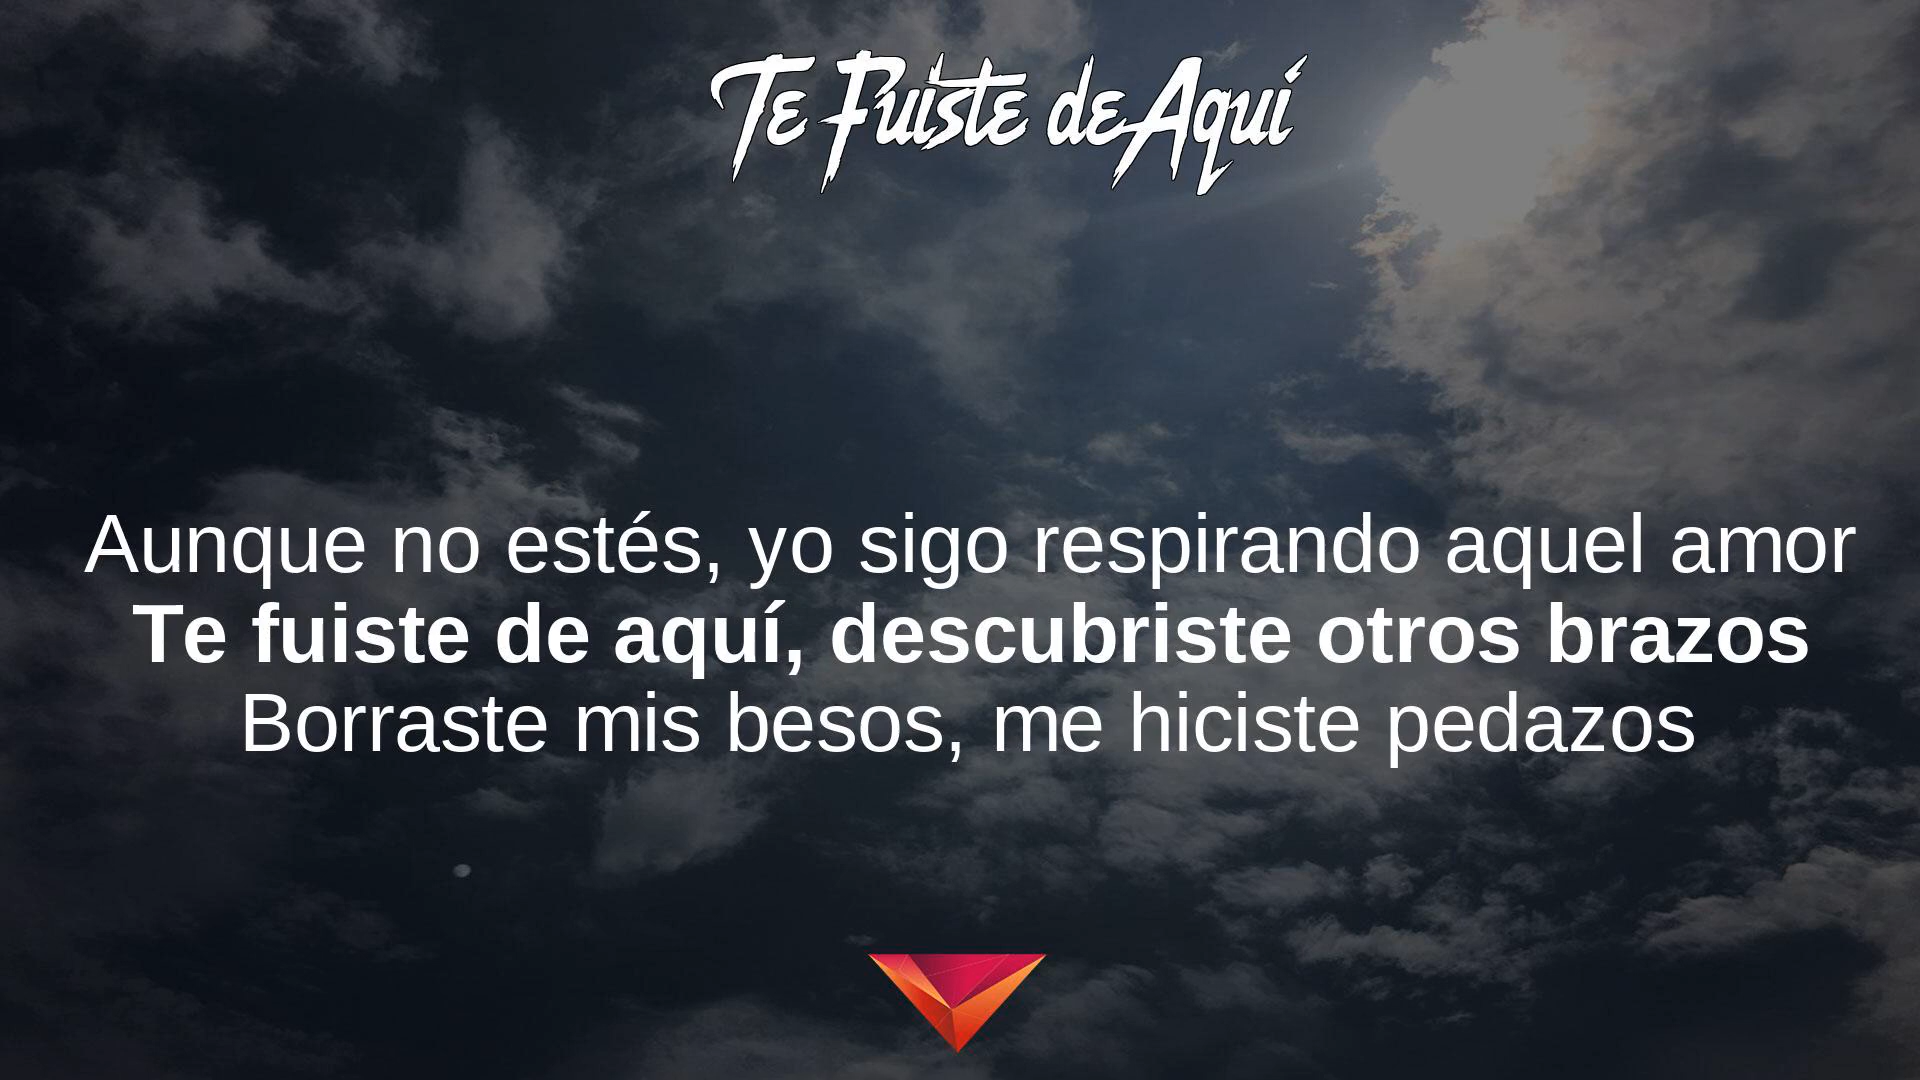 Te Fuiste de Aquí
Aunque no estés, yo sigo respirando aquel amor
Te fuiste de aquí, descubriste otros brazos
Borraste mis besos, me hiciste pedazos